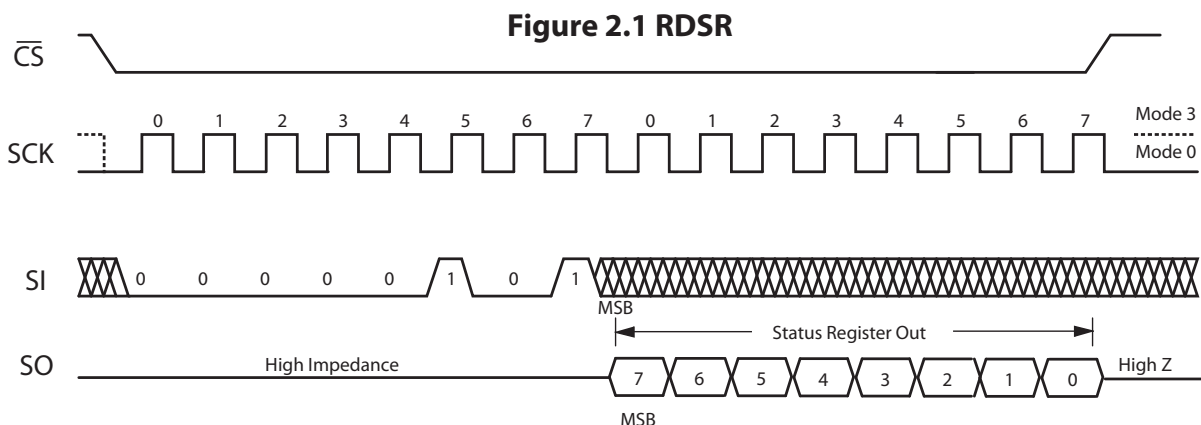 Figure 2.1 RDSR
CS
0 1 2 3 4 5 6 7 0 1 2 3 4 5 6 7
Mode 3
SCK
Mode 0
SI
0 0 0 0 0 1 0 1
MSB
Status Register Out
SO
High Impedance
7 6 5 4 3 2 1 0
High Z
MSB